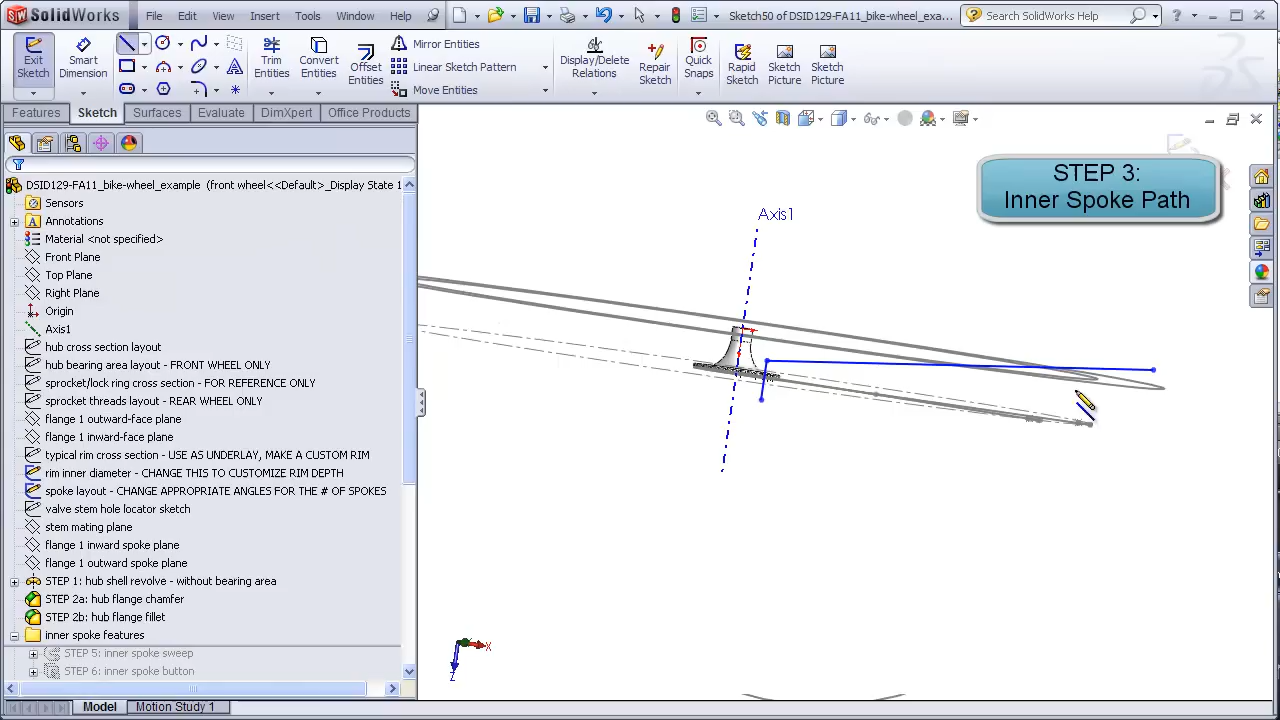 SolidWorks File Edit View Insert Tools Window Help Sketch50 of DSID129-FA11_bike-wheel_exa... Search SolidWorks Help
Exit Sketch
Smart Dimension
Trim Entities
Convert Entities
Offset Entities
Mirror Entities
Linear Sketch Pattern
Move Entities
Display/Delete Relations
Repair Sketch
Quick Snaps
Rapid Sketch
Sketch Picture
Sketch Picture
Features Sketch Surfaces Evaluate DimXpert Office Products
DSID129-FA11_bike-wheel_example (front wheel<<Default>_Display State 1
Sensors
Annotations
Material <not specified>
Front Plane
Top Plane
Right Plane
Origin
Axis1
hub cross section layout
hub bearing area layout - FRONT WHEEL ONLY
sprocket/lock ring cross section - FOR REFERENCE ONLY
sprocket threads layout - REAR WHEEL ONLY
flange 1 outward-face plane
flange 1 inward-face plane
typical rim cross section - USE AS UNDERLAY, MAKE A CUSTOM RIM
rim inner diameter - CHANGE THIS TO CUSTOMIZE RIM DEPTH
spoke layout - CHANGE APPROPRIATE ANGLES FOR THE # OF SPOKES
valve stem hole locator sketch
stem mating plane
flange 1 inward spoke plane
flange 1 outward spoke plane
STEP 1: hub shell revolve - without bearing area
STEP 2a: hub flange chamfer
STEP 2b: hub flange fillet
inner spoke features
STEP 5: inner spoke sweep
STEP 6: inner spoke button
STEP 3:
Inner Spoke Path
Axis1
X
Z
Model Motion Study 1